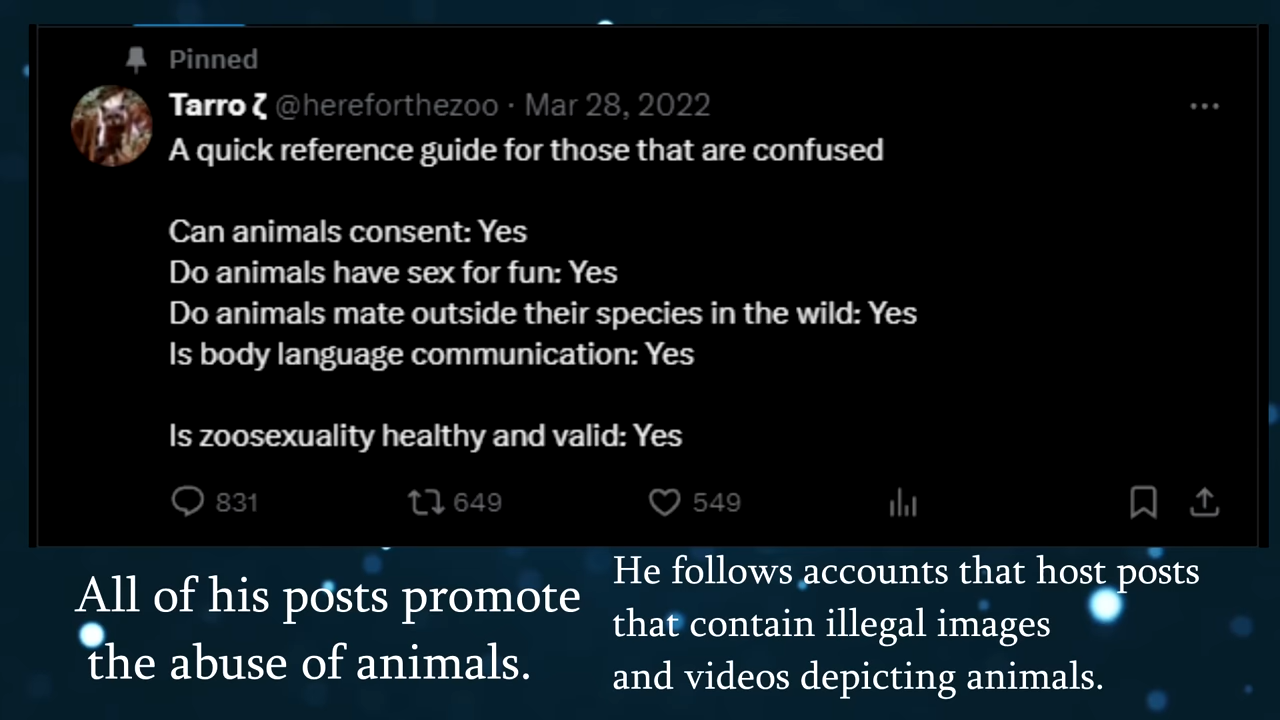 Pinned
Tarro ζ @hereforthezoo · Mar 28, 2022
A quick reference guide for those that are confused
Can animals consent: Yes
Do animals have sex for fun: Yes
Do animals mate outside their species in the wild: Yes
Is body language communication: Yes
Is zoosexuality healthy and valid: Yes
831 649 549
All of his posts promote
the abuse of animals.
He follows accounts that host posts
that contain illegal images
and videos depicting animals.